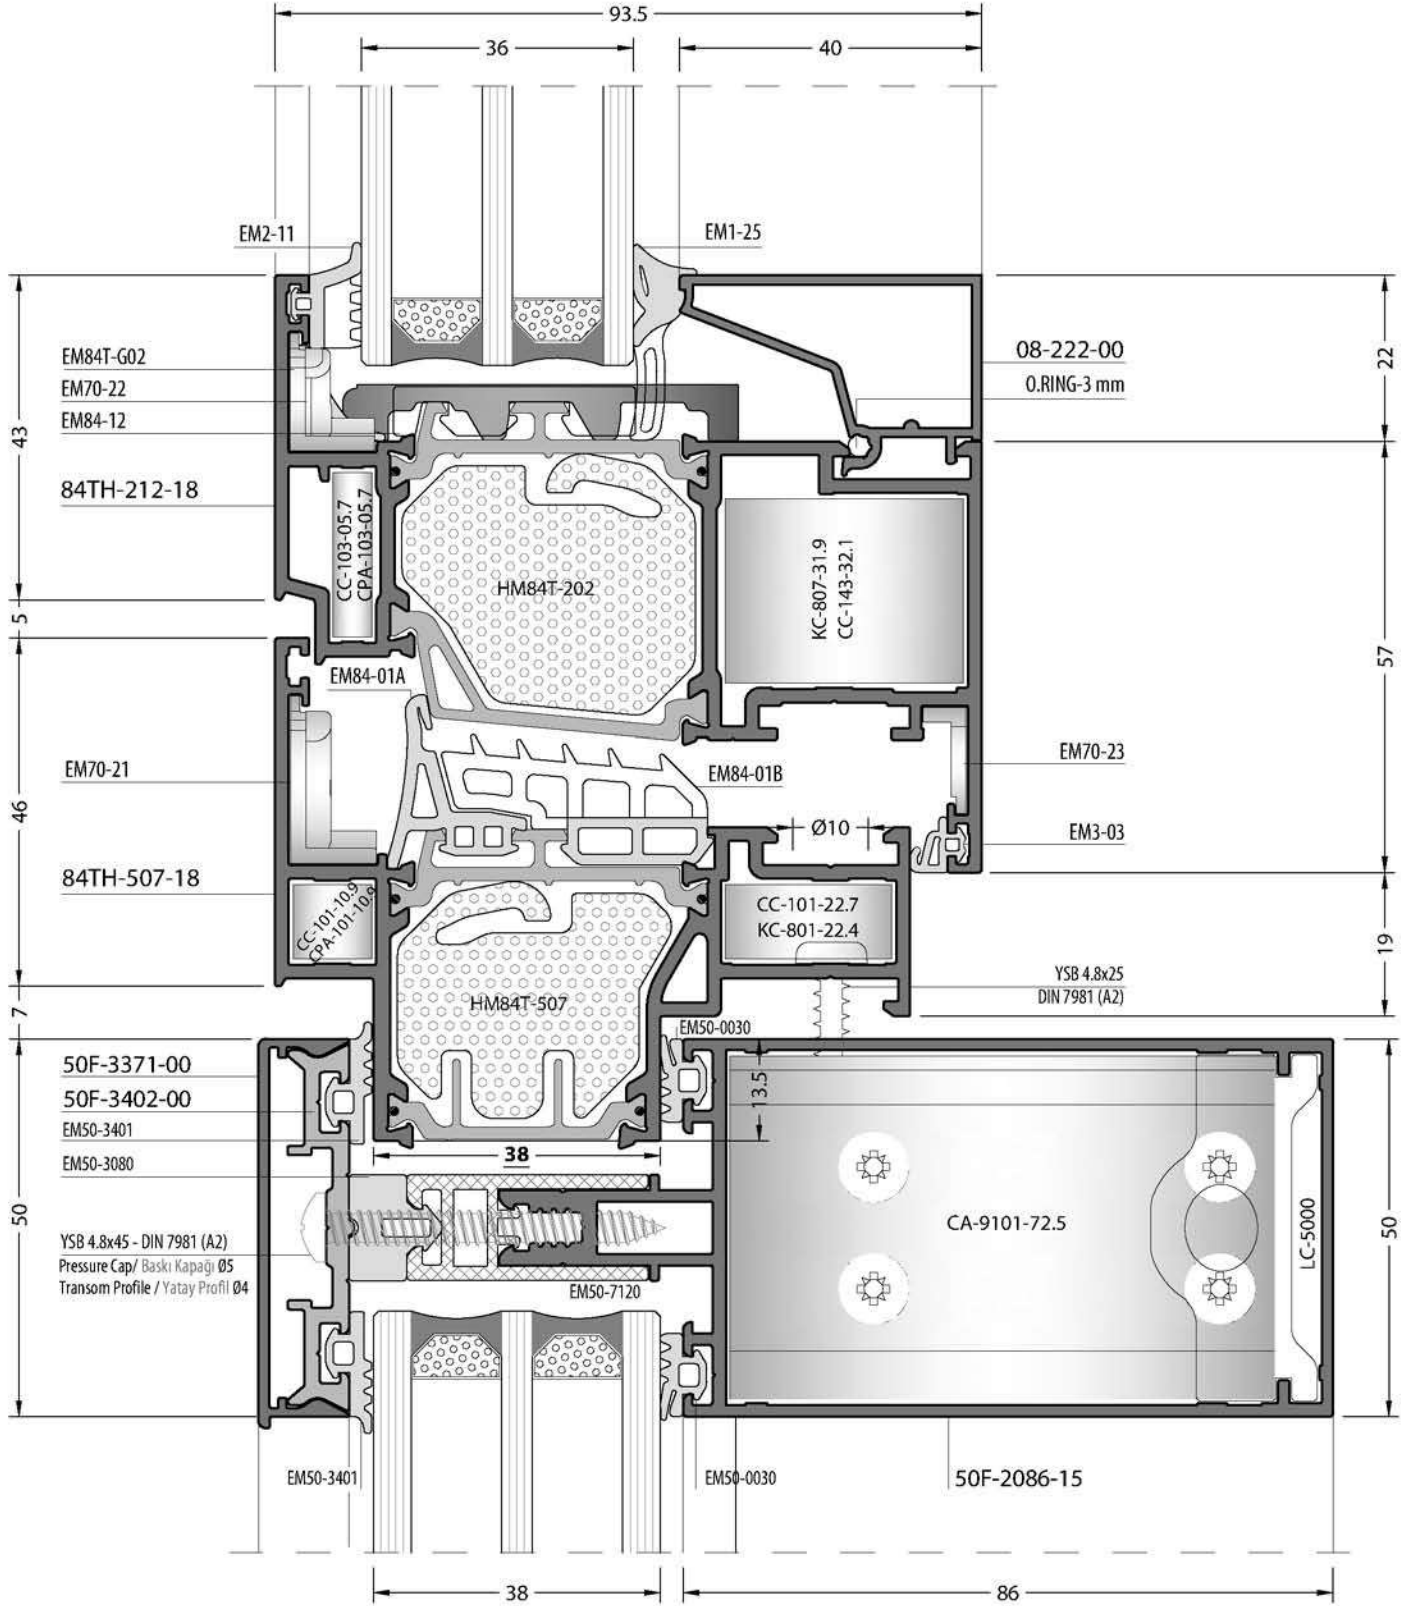 93.5
36
40
EM2-11
EM1-25
EM84T-G02
EM70-22
EM84-12
08-222-00
O.RING-3 mm
22
43
84TH-212-18
CC-103-05.7
CPA-103-05.7
HM84T-202
KC-807-31.9
CC-143-32.1
5
57
EM84-01A
EM70-21
EM84-01B
EM70-23
46
Ø10
EM3-03
84TH-507-18
CC-101-10.9
CPA-101-10.9
CC-101-22.7
KC-801-22.4
19
HM84T-507
YSB 4.8x25
DIN 7981 (A2)
7
EM50-0030
50F-3371-00
50F-3402-00
EM50-3401
EM50-3080
13.5
38
50
YSB 4.8x45 - DIN 7981 (A2)
Pressure Cap/ Baskı Kapağı Ø5
Transom Profile / Yatay Profil Ø4
CA-9101-72.5
LC-5000
50
EM50-7120
EM50-3401
EM50-0030
50F-2086-15
38
86